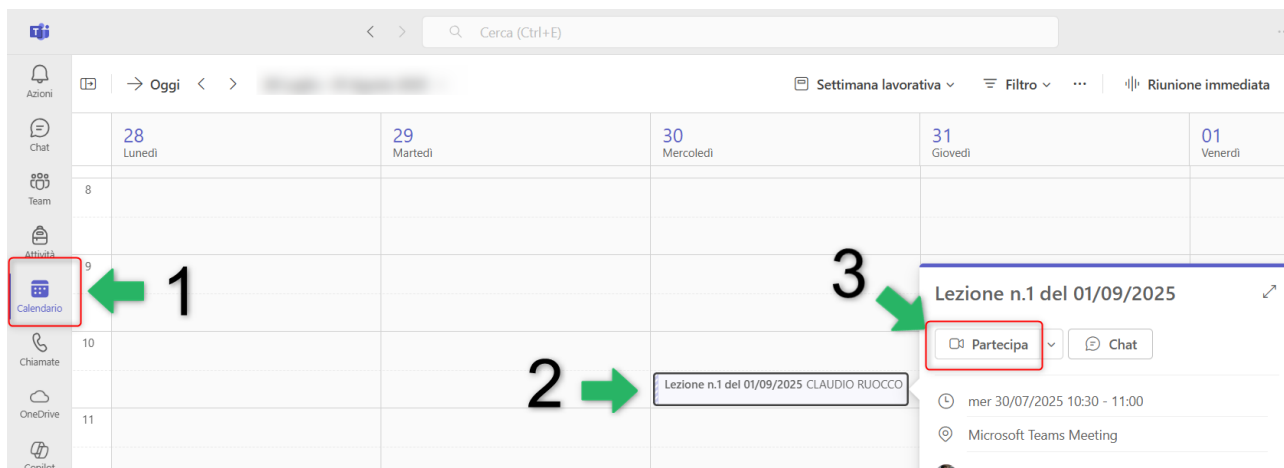 Cerca (Ctrl+E)
Azioni
Oggi
Settimana lavorativa
Filtro
Riunione immediata
Chat
Team
Attività
Calendario
Chiamate
OneDrive
Copilot
28
Lunedì
29
Martedì
30
Mercoledì
31
Giovedì
01
Venerdì
8
9
10
11
1
2
3
Lezione n.1 del 01/09/2025 CLAUDIO RUOCCO
Lezione n.1 del 01/09/2025
Partecipa
Chat
mer 30/07/2025 10:30 - 11:00
Microsoft Teams Meeting